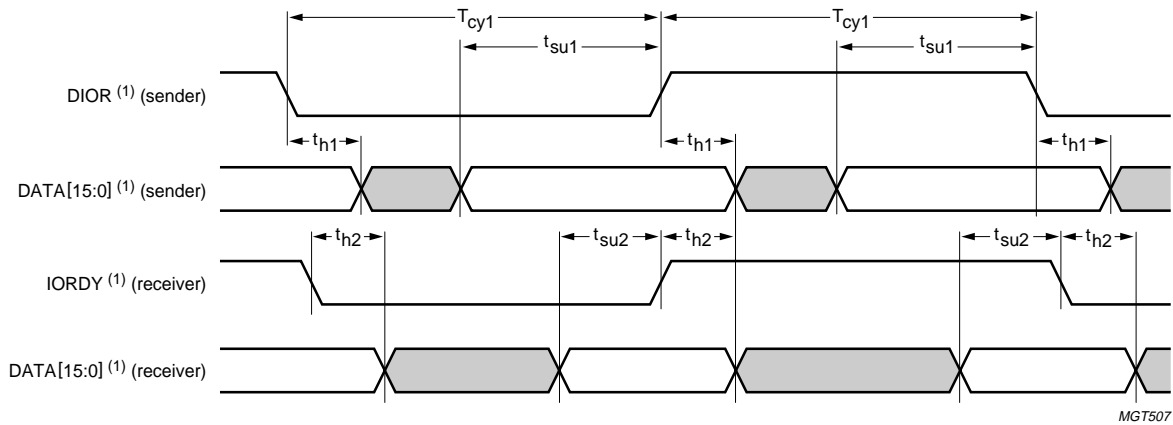 Tcy1 Tcy1
tsu1 tsu1
DIOR (1) (sender)
th1 th1 th1
DATA[15:0] (1) (sender)
th2 tsu2 th2 tsu2 th2
IORDY (1) (receiver)
DATA[15:0] (1) (receiver)
MGT507